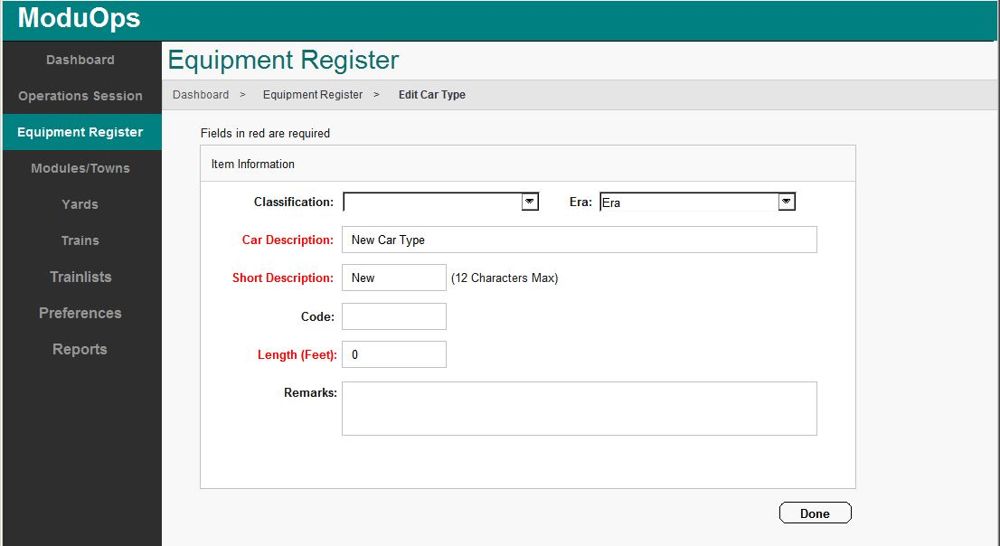 ModuOps
Dashboard
Operations Session
Equipment Register
Modules/Towns
Yards
Trains
Trainlists
Preferences
Reports
Equipment Register
Dashboard > Equipment Register > Edit Car Type
Fields in red are required
Item Information
Classification: Era: Era
Car Description: New Car Type
Short Description: New (12 Characters Max)
Code:
Length (Feet): 0
Remarks:
Done